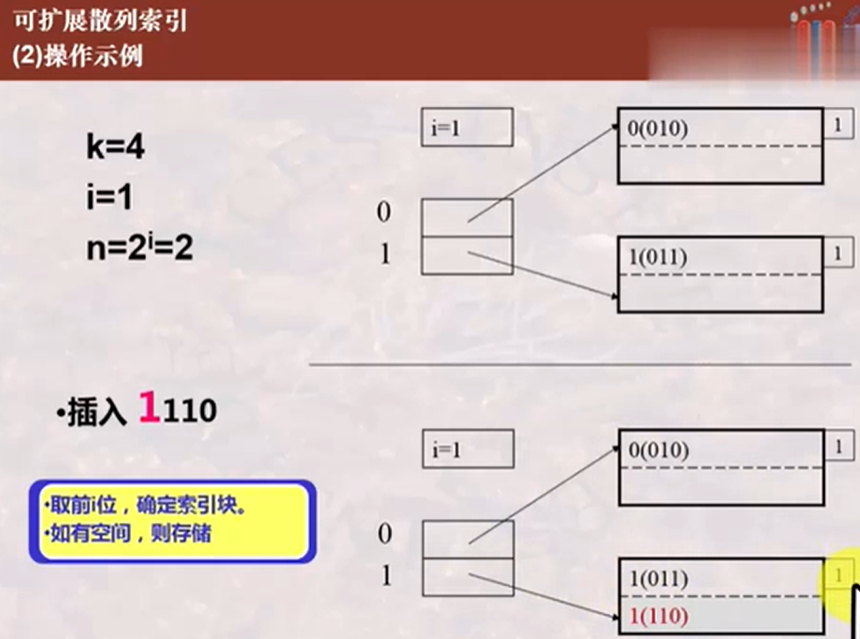 可扩展散列索引
(2)操作示例
k=4
i=1
n=2ⁱ=2
i=1
0
1
0(010)
1
1(011)
1
•插入 1110
•取前i位，确定索引块。
•如有空间，则存储
i=1
0
1
0(010)
1
1(011)
1(110)
1